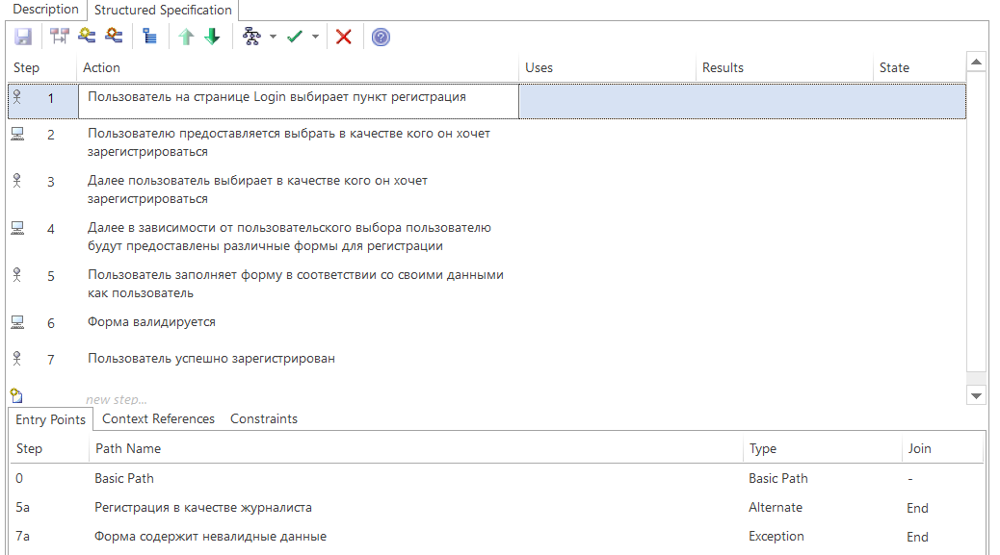 Description Structured Specification
Step Action Uses Results State
1 Пользователь на странице Login выбирает пункт регистрация
2 Пользователю предоставляется выбрать в качестве кого он хочет
зарегистрироваться
3 Далее пользователь выбирает в качестве кого он хочет
зарегистрироваться
4 Далее в зависимости от пользовательского выбора пользователю
будут предоставлены различные формы для регистрации
5 Пользователь заполняет форму в соответствии со своими данными
как пользователь
6 Форма валидируется
7 Пользователь успешно зарегистрирован
new step...
Entry Points Context References Constraints
Step Path Name Type Join
0 Basic Path Basic Path -
5a Регистрация в качестве журналиста Alternate End
7a Форма содержит невалидные данные Exception End